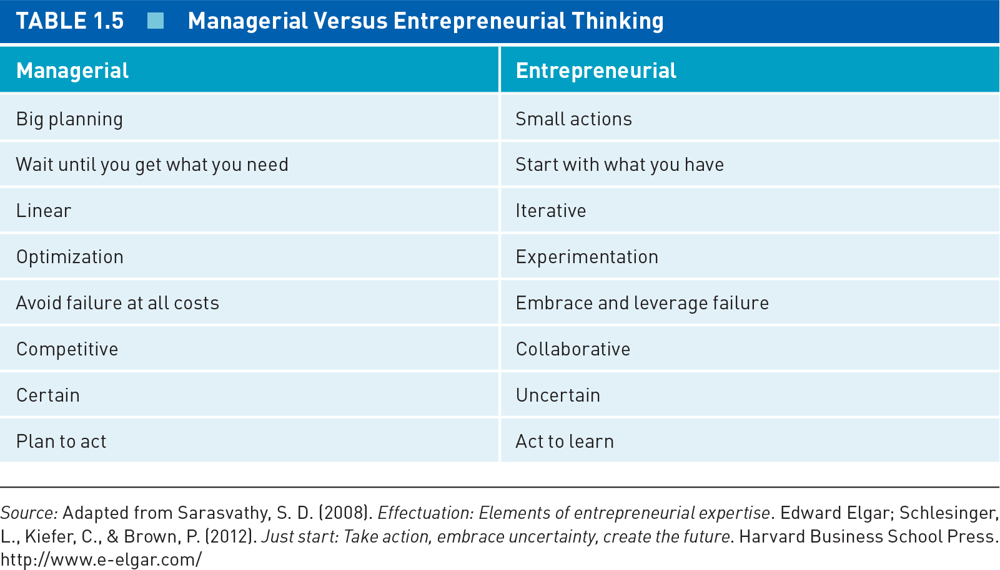 TABLE 1.5 Managerial Versus Entrepreneurial Thinking
Managerial Entrepreneurial
Big planning Small actions
Wait until you get what you need Start with what you have
Linear Iterative
Optimization Experimentation
Avoid failure at all costs Embrace and leverage failure
Competitive Collaborative
Certain Uncertain
Plan to act Act to learn
Source: Adapted from Sarasvathy, S. D. (2008). Effectuation: Elements of entrepreneurial expertise. Edward Elgar; Schlesinger,
L., Kiefer, C., & Brown, P. (2012). Just start: Take action, embrace uncertainty, create the future. Harvard Business School Press.
http://www.e-elgar.com/